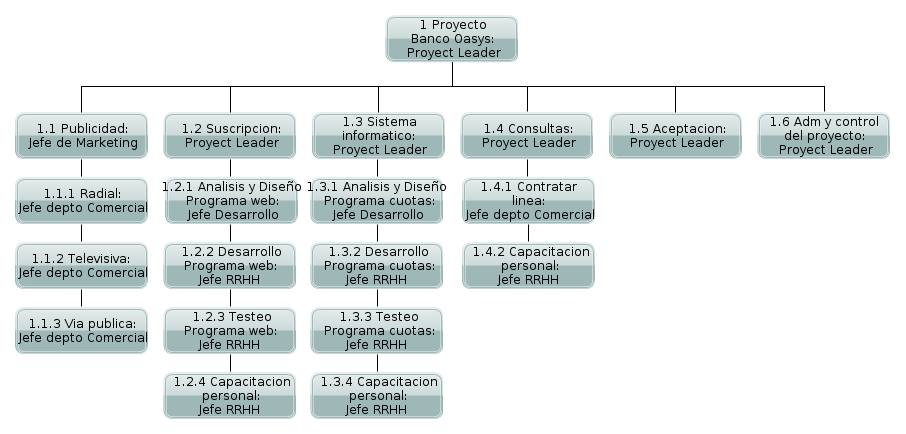 1 Proyecto
Banco Oasys:
Proyect Leader
1.1 Publicidad:
Jefe de Marketing
1.2 Suscripcion:
Proyect Leader
1.3 Sistema
informatico:
Proyect Leader
1.4 Consultas:
Proyect Leader
1.5 Aceptacion:
Proyect Leader
1.6 Adm y control
del proyecto:
Proyect Leader
1.1.1 Radial:
Jefe depto Comercial
1.2.1 Analisis y Diseño
Programa web:
Jefe Desarrollo
1.3.1 Analisis y Diseño
Programa cuotas:
Jefe Desarrollo
1.4.1 Contratar
linea:
Jefe depto Comercial
1.1.2 Televisiva:
Jefe depto Comercial
1.2.2 Desarrollo
Programa web:
Jefe RRHH
1.3.2 Desarrollo
Programa cuotas:
Jefe RRHH
1.4.2 Capacitacion
personal:
Jefe RRHH
1.1.3 Via publica:
Jefe depto Comercial
1.2.3 Testeo
Programa web:
Jefe RRHH
1.3.3 Testeo
Programa cuotas:
Jefe RRHH
1.2.4 Capacitacion
personal:
Jefe RRHH
1.3.4 Capacitacion
personal:
Jefe RRHH